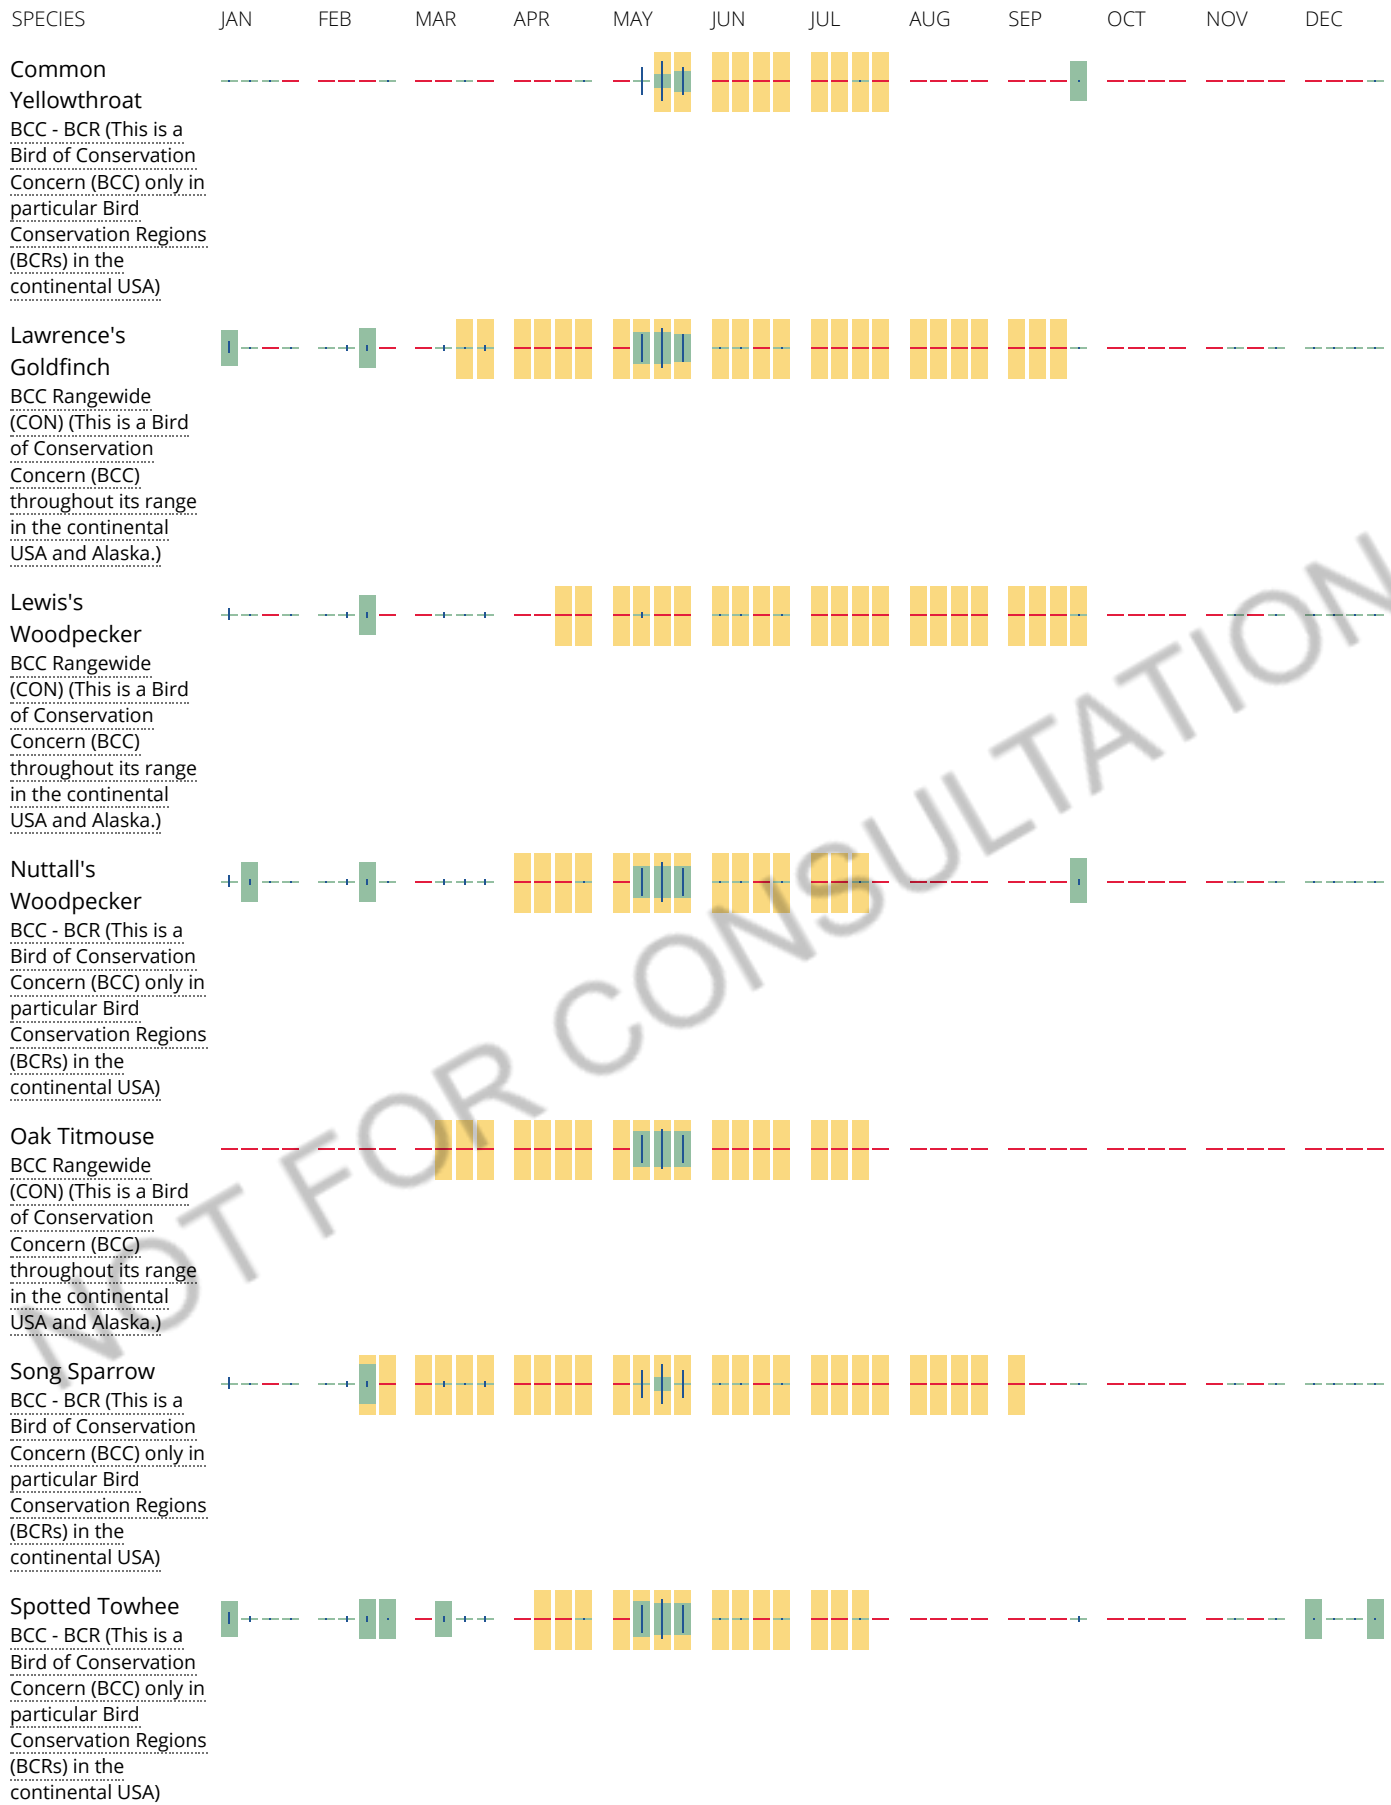 SPECIES JAN FEB MAR APR MAY JUN JUL AUG SEP OCT NOV DEC
Common
Yellowthroat
BCC - BCR (This is a
Bird of Conservation
Concern (BCC) only in
particular Bird
Conservation Regions
(BCRs) in the
continental USA)
Lawrence's
Goldfinch
BCC Rangewide
(CON) (This is a Bird
of Conservation
Concern (BCC)
throughout its range
in the continental
USA and Alaska.)
Lewis's
Woodpecker
BCC Rangewide
(CON) (This is a Bird
of Conservation
Concern (BCC)
throughout its range
in the continental
USA and Alaska.)
Nuttall's
Woodpecker
BCC - BCR (This is a
Bird of Conservation
Concern (BCC) only in
particular Bird
Conservation Regions
(BCRs) in the
continental USA)
Oak Titmouse
BCC Rangewide
(CON) (This is a Bird
of Conservation
Concern (BCC)
throughout its range
in the continental
USA and Alaska.)
Song Sparrow
BCC - BCR (This is a
Bird of Conservation
Concern (BCC) only in
particular Bird
Conservation Regions
(BCRs) in the
continental USA)
Spotted Towhee
BCC - BCR (This is a
Bird of Conservation
Concern (BCC) only in
particular Bird
Conservation Regions
(BCRs) in the
continental USA)
NOT FOR CONSULTATION